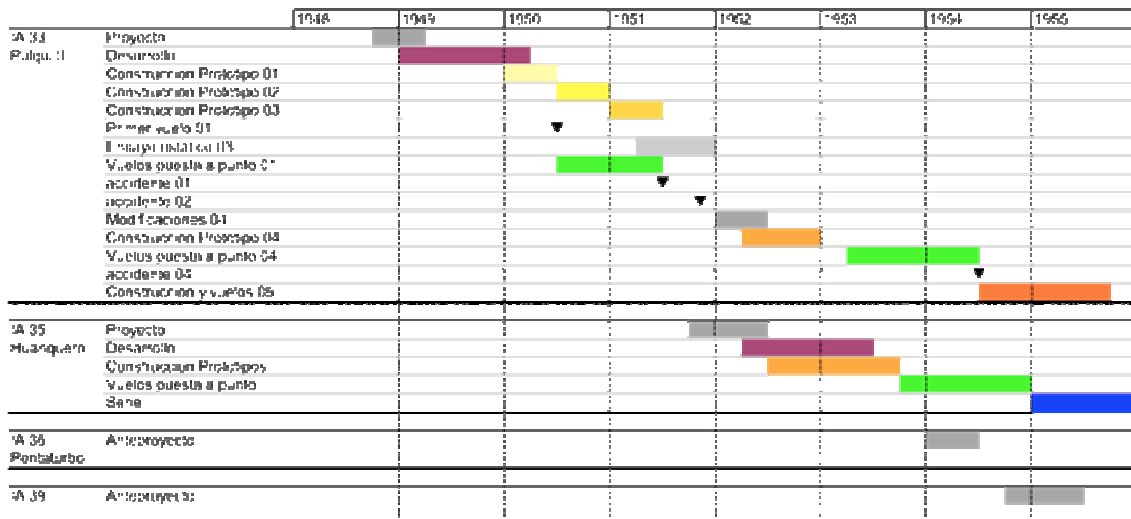 1948 1949 1950 1951 1952 1953 1954 1955
IA 33 Proyecto
Pulqui II Desarrollo
Construccion Prototipo 01
Construccion Prototipo 02
Construccion Prototipo 03
Primer vuelo 01
Ensayo estatico 03
Vuelos puesta a punto 01
accidente 01
accidente 02
Modificaciones 04
Construccion Prototipo 04
Vuelos puesta a punto 04
accidente 04
Construccion y vuelos 05
IA 35 Proyecto
Huanquero Desarrollo
Construccion Prototipos
Vuelos puesta a punto
Serie
IA 36 Anteproyecto
Pentaturbo
IA 39 Anteproyecto